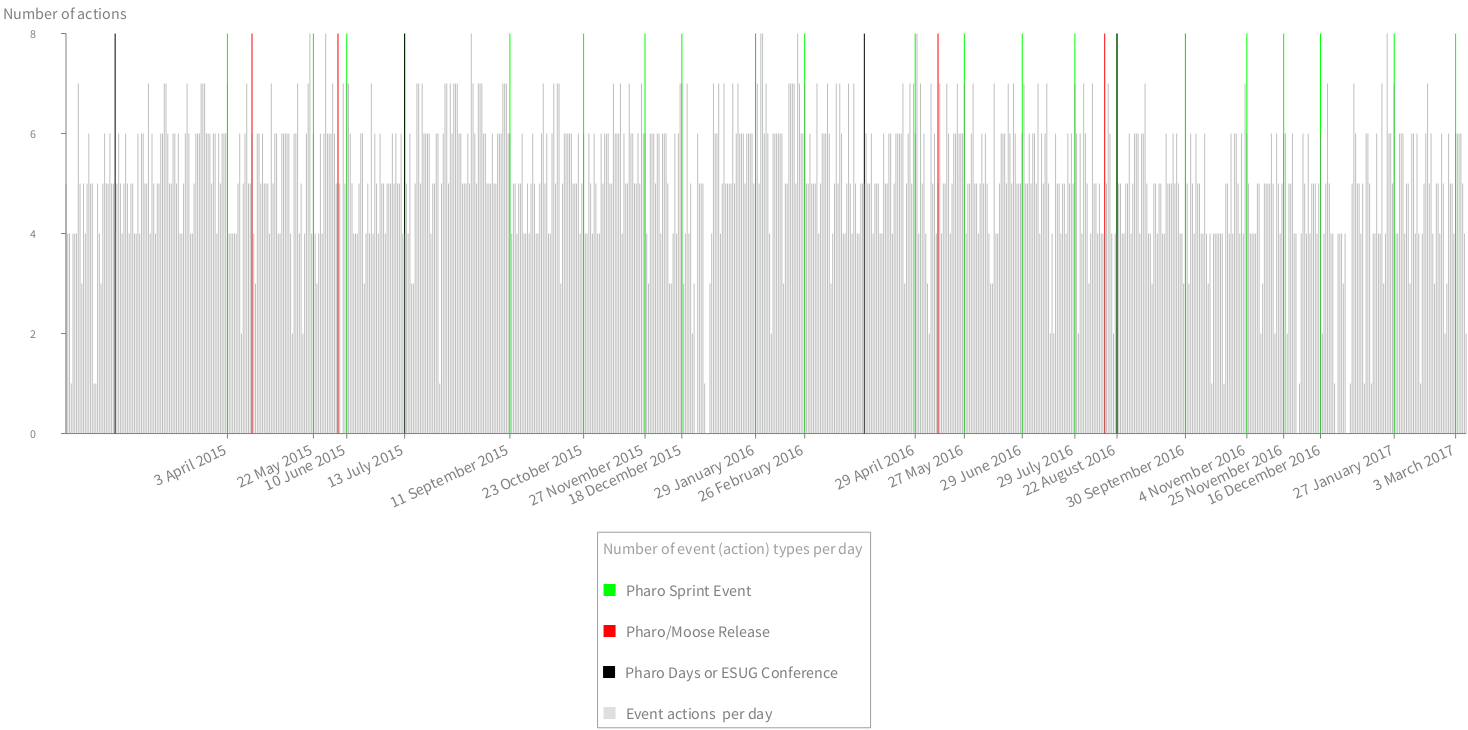 Number of actions
8
6
4
2
0
3 April 2015
22 May 2015
10 June 2015
13 July 2015
11 September 2015
23 October 2015
27 November 2015
18 December 2015
29 January 2016
26 February 2016
29 April 2016
27 May 2016
29 June 2016
29 July 2016
22 August 2016
30 September 2016
4 November 2016
25 November 2016
16 December 2016
27 January 2017
3 March 2017
Number of event (action) types per day
Pharo Sprint Event
Pharo/Moose Release
Pharo Days or ESUG Conference
Event actions per day